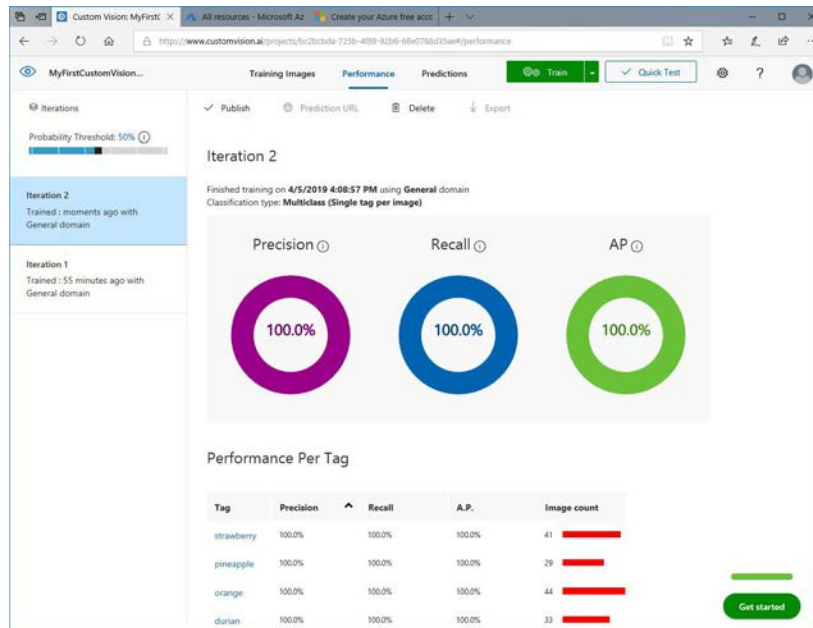 Custom Vision: MyFirstC
All resources - Microsoft Az
Create your Azure free acco
https://www.customvision.ai/projects/bc2bcbda-725b-4f89-92b6-68e0788d35ae#/performance
MyFirstCustomVision...
Training Images
Performance
Predictions
Train
Quick Test
?
Iterations
Publish
Prediction URL
Delete
Export
Probability Threshold: 50%
Iteration 2
Finished training on 4/5/2019 4:08:57 PM using General domain
Classification type: Multiclass (Single tag per image)
Iteration 2
Trained : moments ago with
General domain
Iteration 1
Trained : 55 minutes ago with
General domain
Precision
Recall
AP
100.0%
100.0%
100.0%
Performance Per Tag
Tag Precision Recall A.P. Image count
strawberry 100.0% 100.0% 100.0% 41
pineapple 100.0% 100.0% 100.0% 29
orange 100.0% 100.0% 100.0% 44
durian 100.0% 100.0% 100.0% 33
Get started